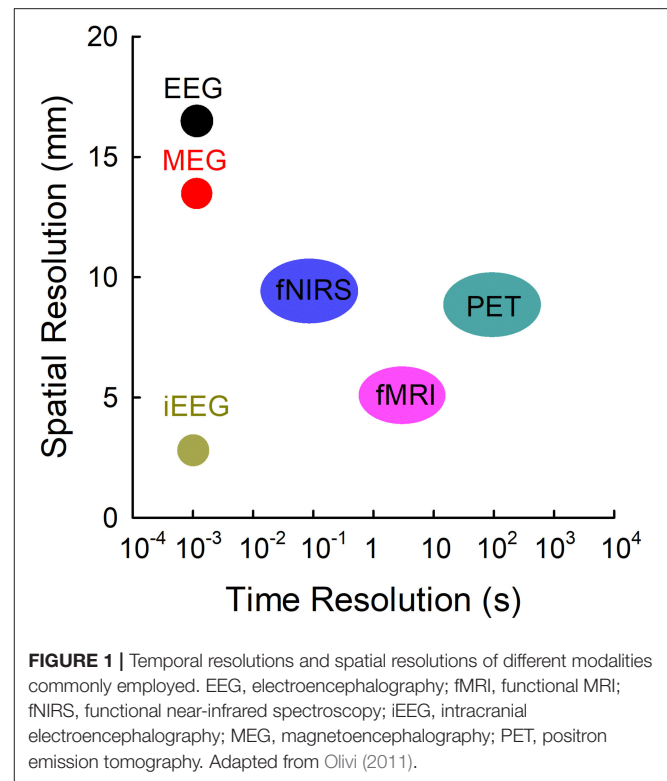 20
15
10
5
0
Spatial Resolution (mm)
EEG
MEG
fNIRS
PET
fMRI
iEEG
10⁻⁴ 10⁻³ 10⁻² 10⁻¹ 1 10 10² 10³ 10⁴
Time Resolution (s)
FIGURE 1 | Temporal resolutions and spatial resolutions of different modalities
commonly employed. EEG, electroencephalography; fMRI, functional MRI;
fNIRS, functional near-infrared spectroscopy; iEEG, intracranial
electroencephalography; MEG, magnetoencephalography; PET, positron
emission tomography. Adapted from Olivi (2011).